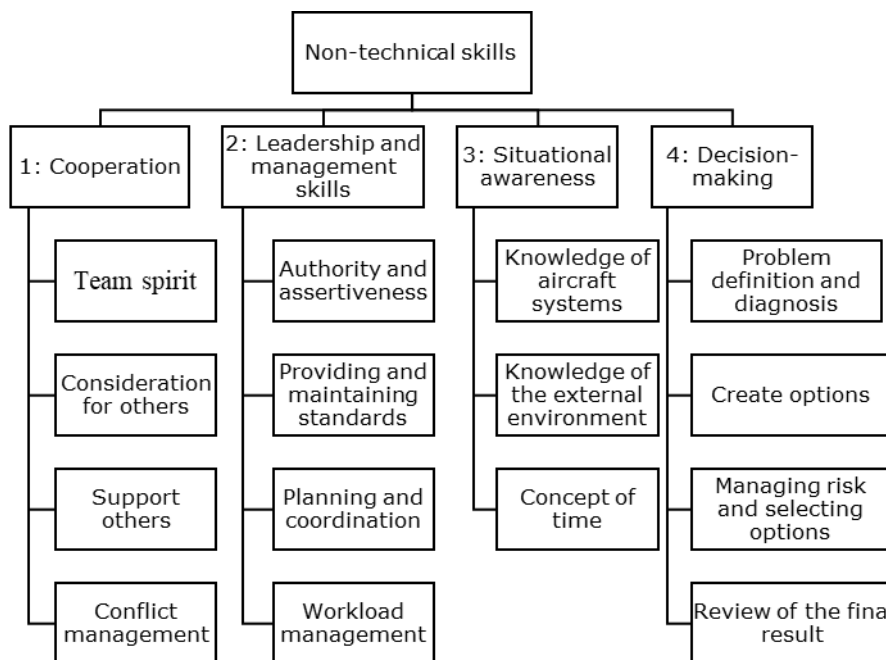 Non-technical skills
1: Cooperation
2: Leadership and
management
skills
3: Situational
awareness
4: Decision-
making
Team spirit
Consideration
for others
Support
others
Conflict
management
Authority and
assertiveness
Providing and
maintaining
standards
Planning and
coordination
Workload
management
Knowledge of
aircraft
systems
Knowledge of
the external
environment
Concept of
time
Problem
definition and
diagnosis
Create options
Managing risk
and selecting
options
Review of the final
result